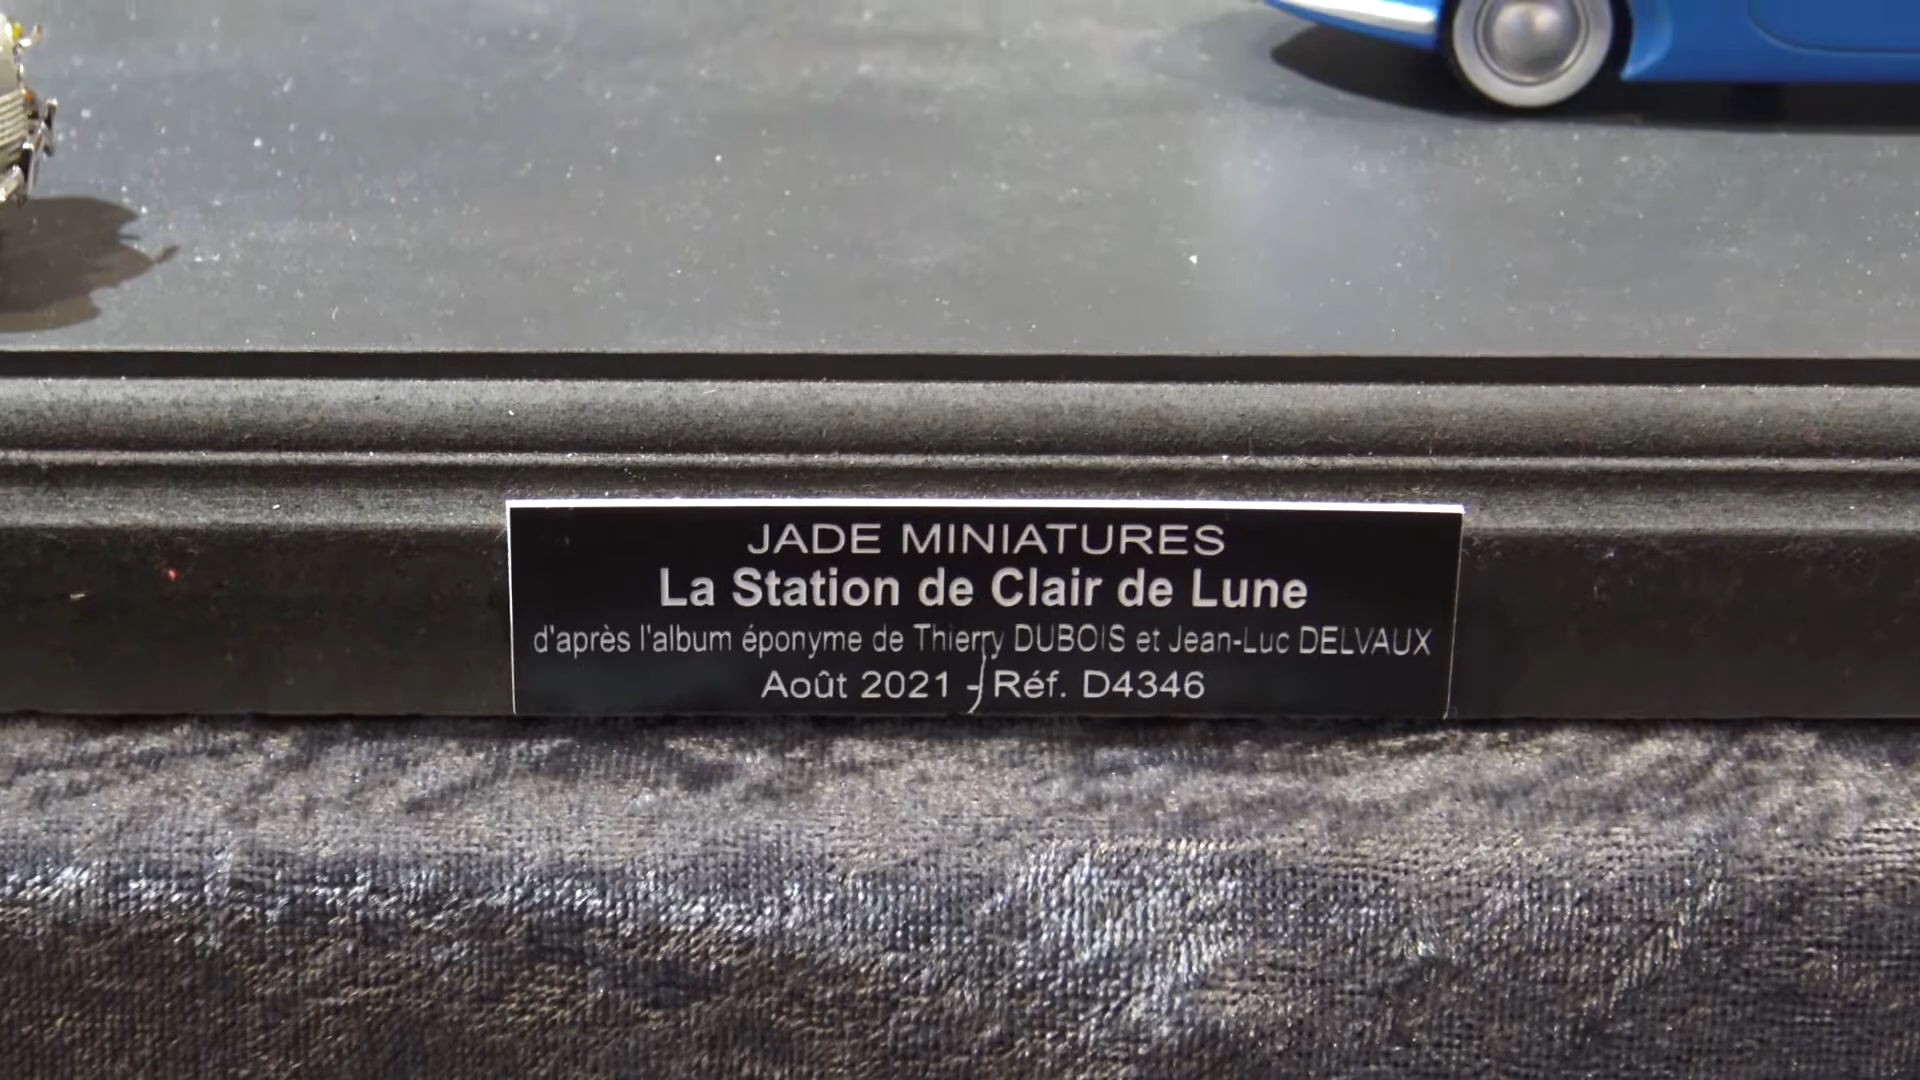 JADE MINIATURES
La Station de Clair de Lune
d'après l'album éponyme de Thierry DUBOIS et Jean-Luc DELVAUX
Août 2021 - Réf. D4346